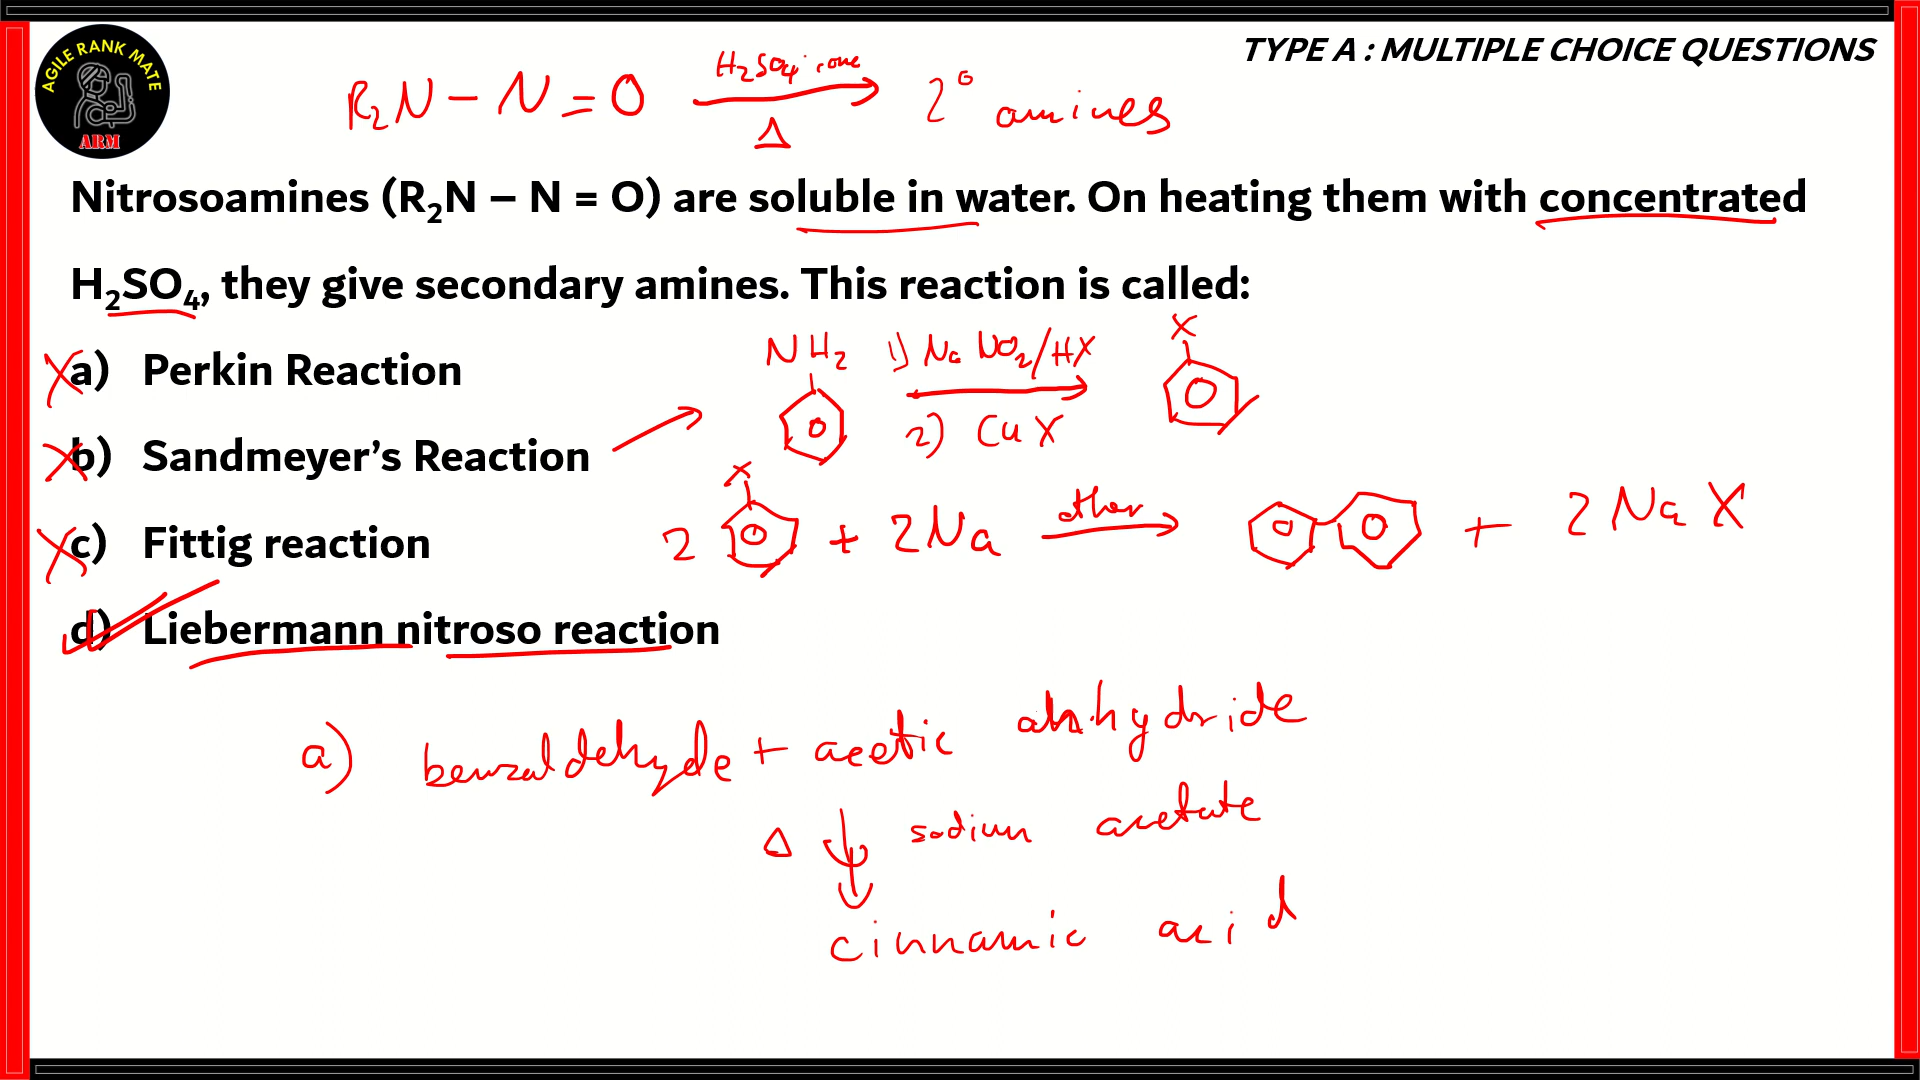 AGILE RANK MATE
ARM
TYPE A : MULTIPLE CHOICE QUESTIONS
R₂N – N = O H₂SO₄, conc Δ 2° amines
Nitrosoamines (R₂N – N = O) are soluble in water. On heating them with concentrated
H₂SO₄, they give secondary amines. This reaction is called:
a) Perkin Reaction
NH₂ 1) NaNO₂/HX 2) CuX X
b) Sandmeyer’s Reaction
c) Fittig reaction
2 X + 2Na ether + 2NaX
d) Liebermann nitroso reaction
a) benzaldehyde + acetic anhydride
Δ sodium acetate
cinnamic acid